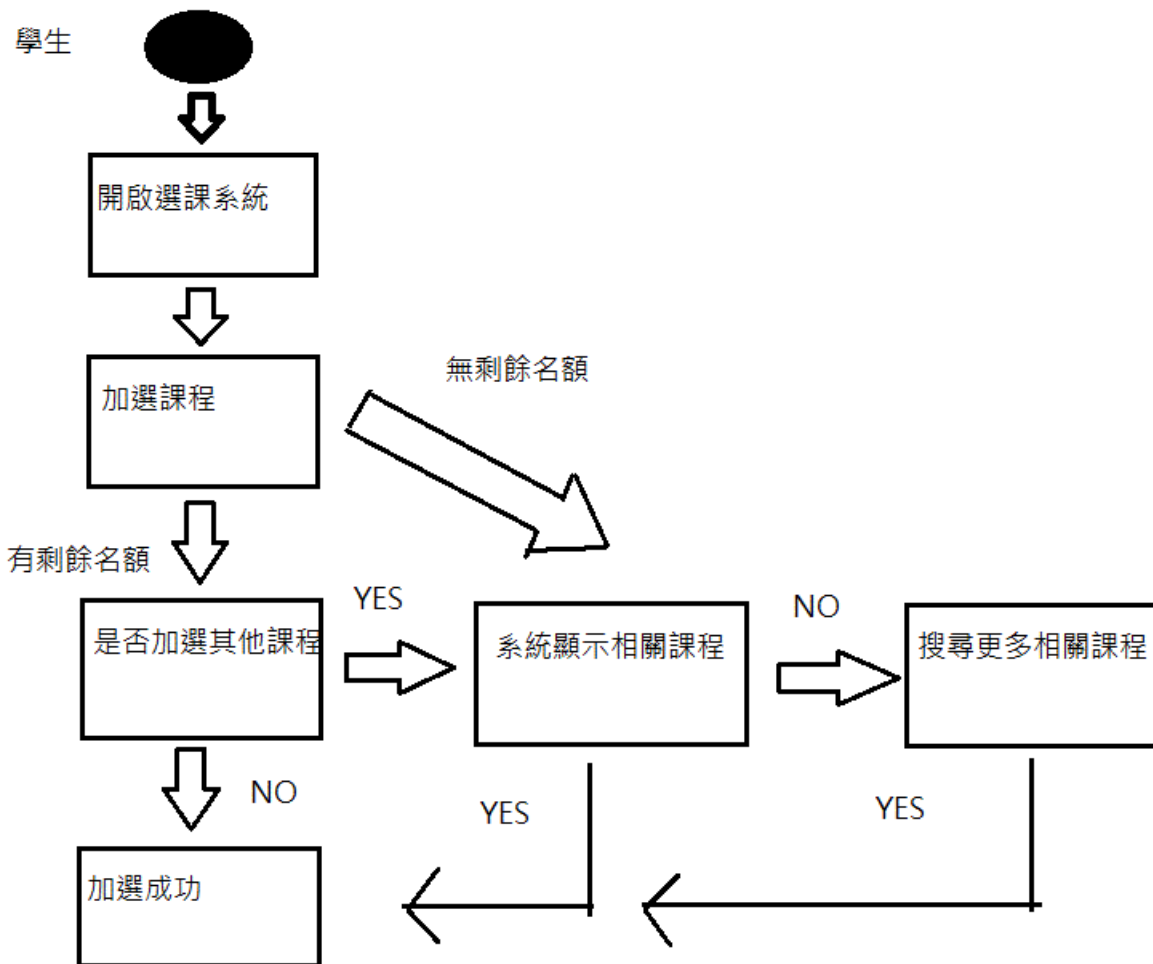 學生
開啟選課系統
無剩餘名額
加選課程
有剩餘名額
YES
NO
是否加選其他課程
系統顯示相關課程
搜尋更多相關課程
NO
YES
YES
加選成功